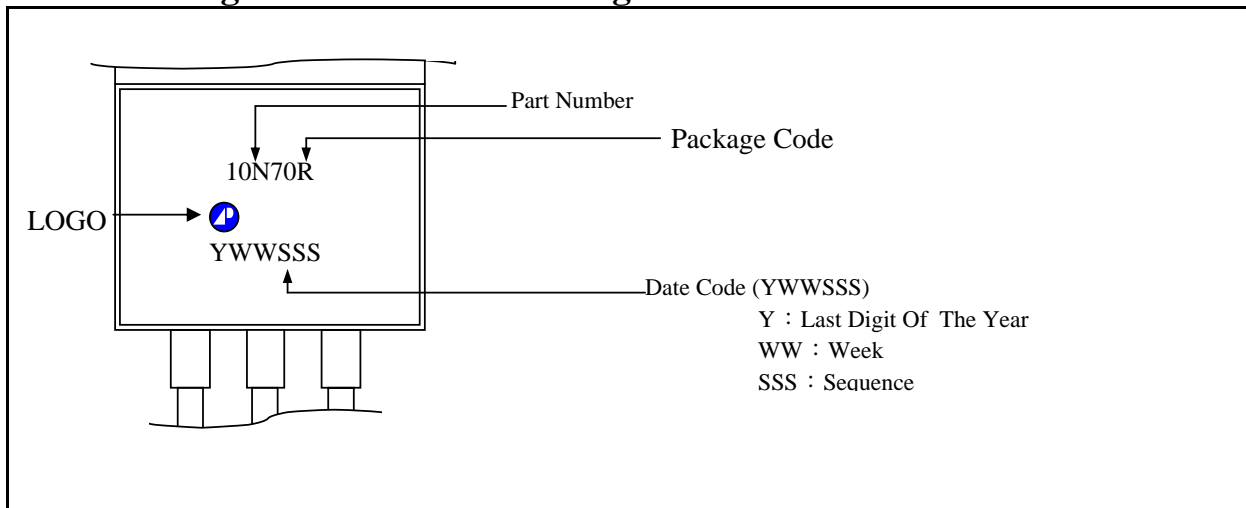 Part Number
Package Code
10N70R
LOGO
YWWSSS
Date Code (YWWSSS)
Y：Last Digit Of The Year
WW：Week
SSS：Sequence